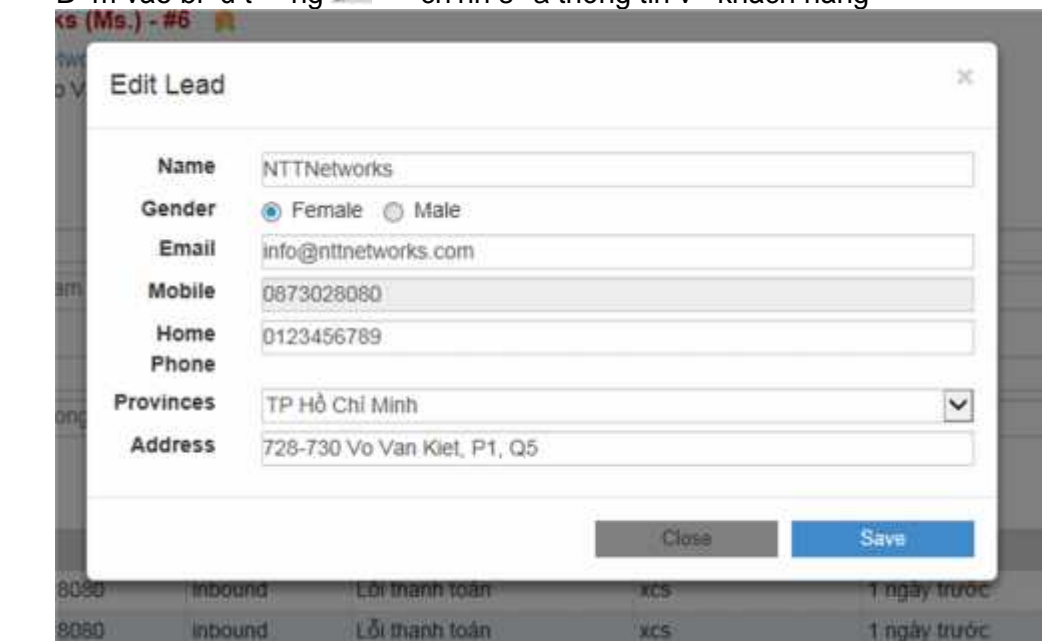 ks (Ms.) - #6
Edit Lead
×
Name NTTNetworks
Gender Female Male
Email info@nttnetworks.com
Mobile 0873028080
Home Phone 0123456789
Provinces TP Hồ Chí Minh
Address 728-730 Vo Van Kiet, P1, Q5
Close Save
8080 inbound Lỗi thanh toán xcs 1 ngày trước
8080 inbound Lỗi thanh toán xcs 1 ngày trước